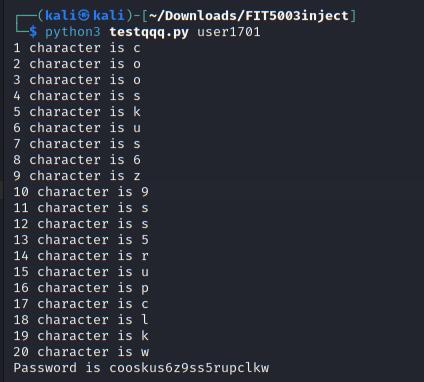 ┌──(kali㉿kali)-[~/Downloads/FIT5003inject]
└─$ python3 testqqq.py user1701
1 character is c
2 character is o
3 character is o
4 character is s
5 character is k
6 character is u
7 character is s
8 character is 6
9 character is z
10 character is 9
11 character is s
12 character is s
13 character is 5
14 character is r
15 character is u
16 character is p
17 character is c
18 character is l
19 character is k
20 character is w
Password is cooskus6z9ss5rupclkw